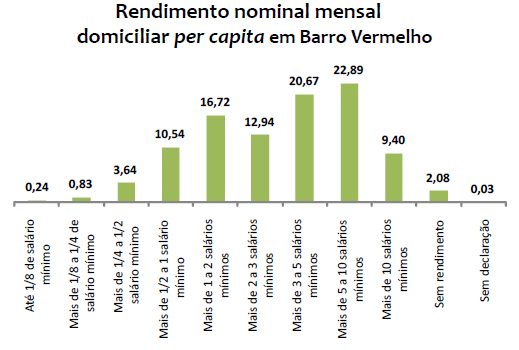 Rendimento nominal mensal
domiciliar per capita em Barro Vermelho
0,24
0,83
3,64
10,54
16,72
12,94
20,67
22,89
9,40
2,08
0,03
Até 1/8 de salário
mínimo
Mais de 1/8 a 1/4 de
salário mínimo
Mais de 1/4 a 1/2
salário mínimo
Mais de 1/2 a 1 salário
mínimo
Mais de 1 a 2 salários
mínimos
Mais de 2 a 3 salários
mínimos
Mais de 3 a 5 salários
mínimos
Mais de 5 a 10 salários
mínimos
Mais de 10 salários
mínimos
Sem rendimento
Sem declaração